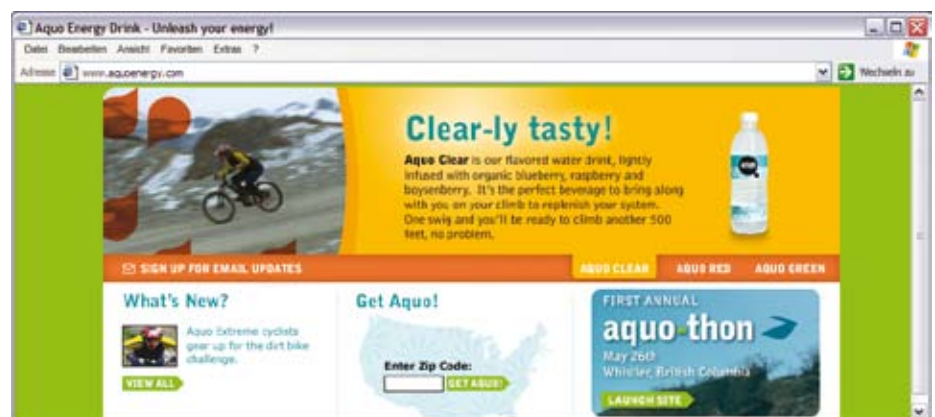 Aquo Energy Drink - Unleash your energy!
Datei Bearbeiten Ansicht Favoriten Extras ?
Adresse www.aquoenergy.com Wechseln zu
Clear-ly tasty!
Aquo Clear is our flavored water drink, lightly
infused with organic blueberry, raspberry and
boysenberry. It's the perfect beverage to bring along
with you on your climb to replenish your system.
One swig and you'll be ready to climb another 500
feet, no problem.
SIGN UP FOR EMAIL UPDATES
AQUO CLEAR AQUO RED AQUO GREEN
What's New?
Aquo Extreme cyclists
gear up for the dirt bike
challenge.
VIEW ALL
Get Aquo!
Enter Zip Code:
GET AQUO!
FIRST ANNUAL
aquo-thon
May 26th
Whistler, British Columbia
LAUNCH SITE